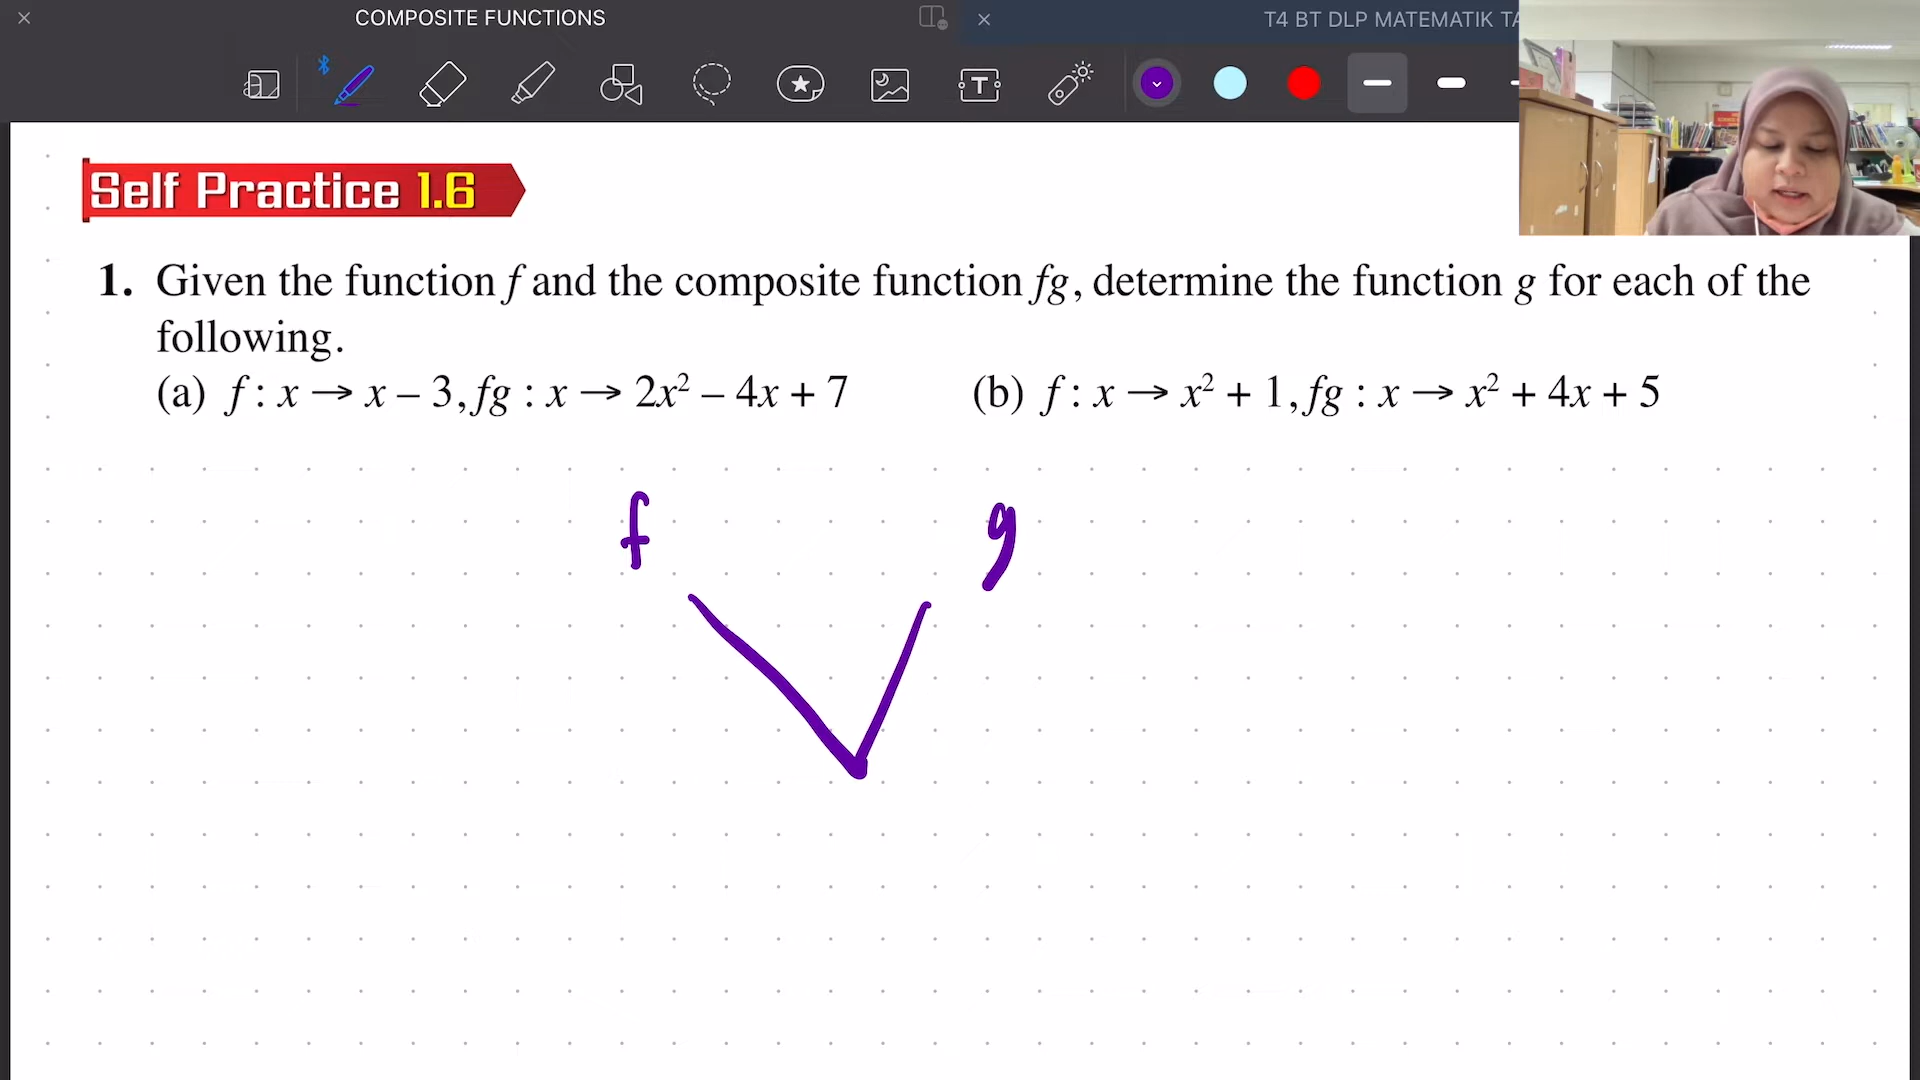 COMPOSITE FUNCTIONS
T4 BT DLP MATEMATIK TA
Self Practice 1.6
1. Given the function f and the composite function fg, determine the function g for each of the
following.
(a) f : x → x – 3, fg : x → 2x² – 4x + 7 (b) f : x → x² + 1, fg : x → x² + 4x + 5
f g